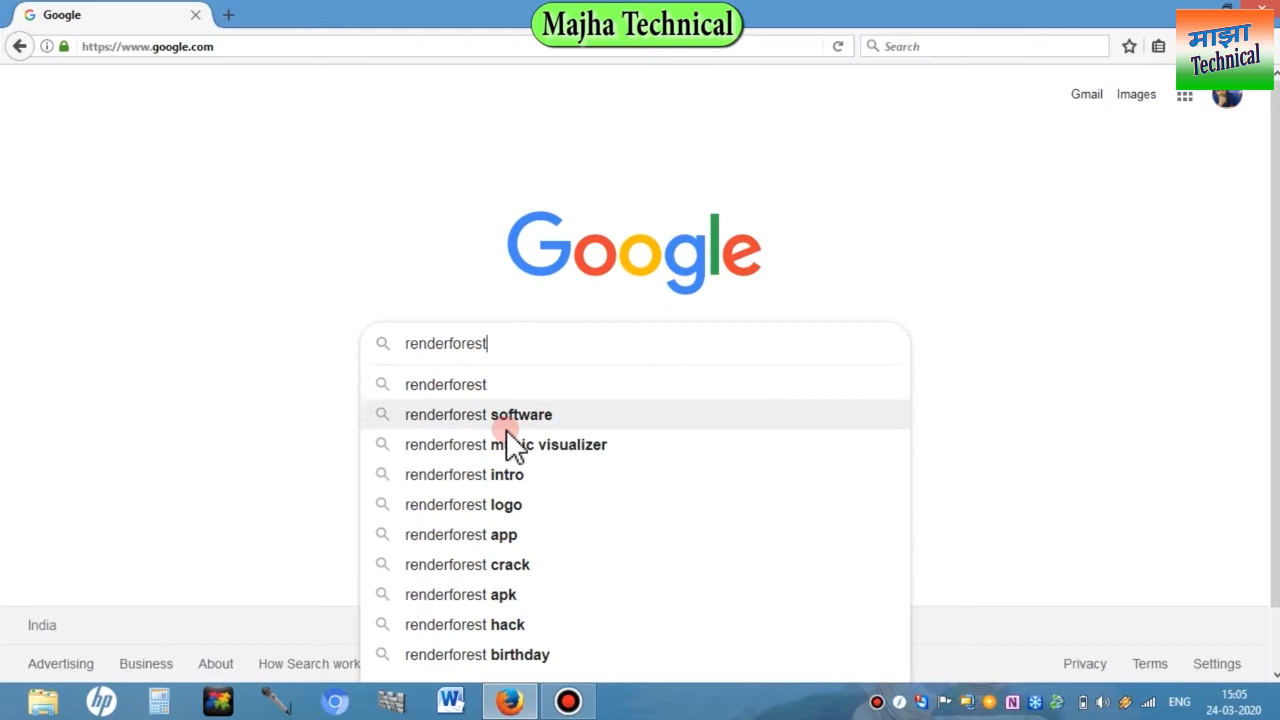 Google
Majha Technical
https://www.google.com
Search
माझा
Technical
Gmail Images
Google
renderforest
renderforest
renderforest software
renderforest visualizer
renderforest intro
renderforest logo
renderforest app
renderforest crack
renderforest apk
renderforest hack
renderforest birthday
India
Advertising Business About How Search work
Privacy Terms Settings
ENG
15:05
24-03-2020